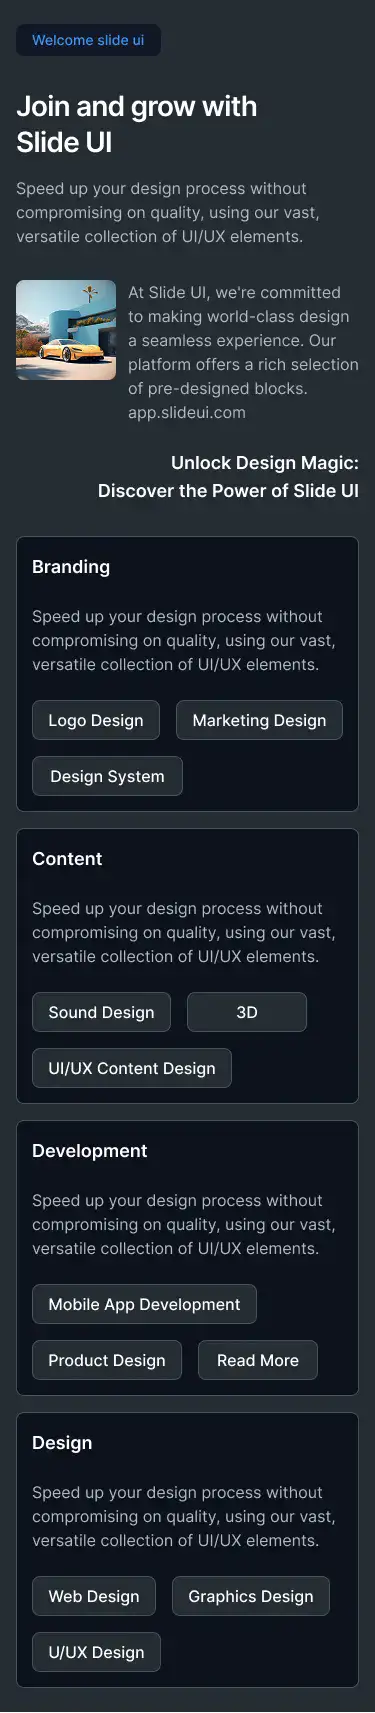 Welcome slide ui
Join and grow with
Slide UI
Speed up your design process without
compromising on quality, using our vast,
versatile collection of UI/UX elements.
At Slide UI, we're committed
to making world-class design
a seamless experience. Our
platform offers a rich selection
of pre-designed blocks.
app.slideui.com
Unlock Design Magic:
Discover the Power of Slide UI
Branding
Speed up your design process without
compromising on quality, using our vast,
versatile collection of UI/UX elements.
Logo Design
Marketing Design
Design System
Content
Speed up your design process without
compromising on quality, using our vast,
versatile collection of UI/UX elements.
Sound Design
3D
UI/UX Content Design
Development
Speed up your design process without
compromising on quality, using our vast,
versatile collection of UI/UX elements.
Mobile App Development
Product Design
Read More
Design
Speed up your design process without
compromising on quality, using our vast,
versatile collection of UI/UX elements.
Web Design
Graphics Design
U/UX Design